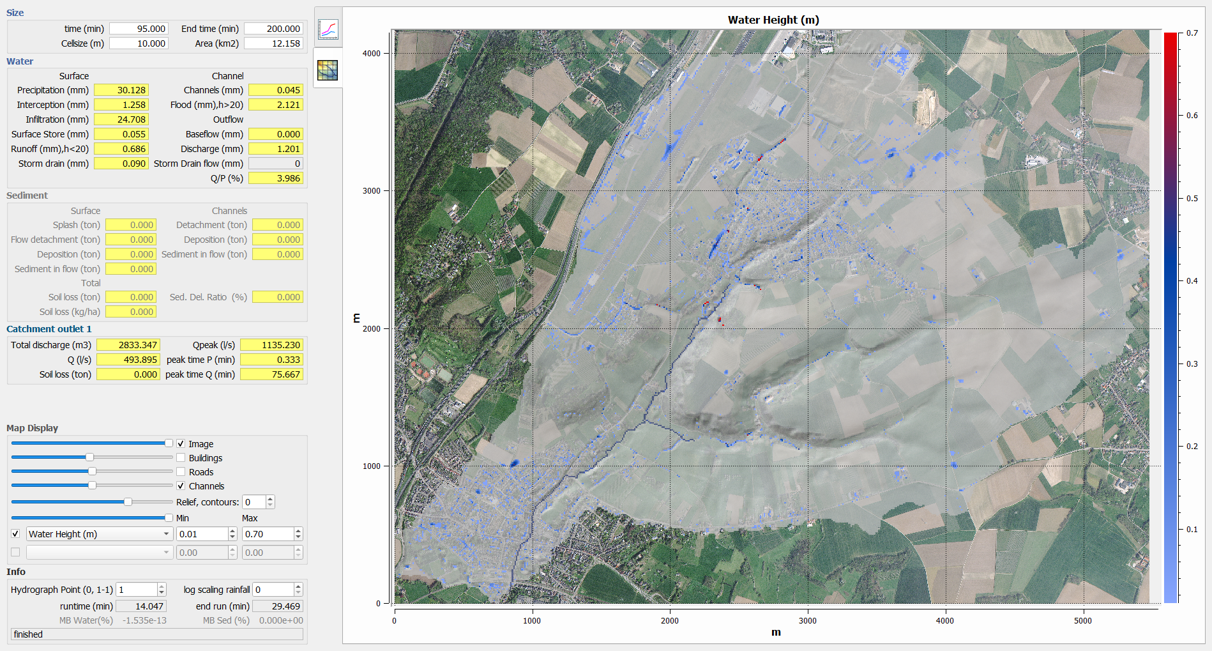 Size
time (min) 95.000 End time (min) 200.000
Cellsize (m) 10.000 Area (km2) 12.158
Water
Surface Channel
Precipitation (mm) 30.128 Channels (mm) 0.045
Interception (mm) 1.258 Flood (mm),h>20) 2.121
Infiltration (mm) 24.708 Outflow
Surface Store (mm) 0.055 Baseflow (mm) 0.000
Runoff (mm),h<20) 0.686 Discharge (mm) 1.201
Storm drain (mm) 0.090 Storm Drain flow (mm) 0
Q/P (%) 3.986
Sediment
Surface Channels
Splash (ton) 0.000 Detachment (ton) 0.000
Flow detachment (ton) 0.000 Deposition (ton) 0.000
Deposition (ton) 0.000 Sediment in flow (ton) 0.000
Sediment in flow (ton) 0.000
Total
Soil loss (ton) 0.000 Sed. Del. Ratio (%) 0.000
Soil loss (kg/ha) 0.000
Catchment outlet 1
Total discharge (m3) 2833.347 Qpeak (l/s) 1135.230
Q (l/s) 493.895 peak time P (min) 0.333
Soil loss (ton) 0.000 peak time Q (min) 75.667
Map Display
Image
Buildings
Roads
Channels
Relief, contours: 0
Min Max
Water Height (m) 0.01 0.70
0.00 0.00
Info
Hydrograph Point (0, 1-1) 1 log scaling rainfall 0
runtime (min) 14.047 end run (min) 29.469
MB Water(%) -1.535e-13 MB Sed (%) 0.000e+00
finished
Water Height (m)
4000
3000
2000
1000
0
m
0 1000 2000 3000 4000 5000
m
0.7
0.6
0.5
0.4
0.3
0.2
0.1